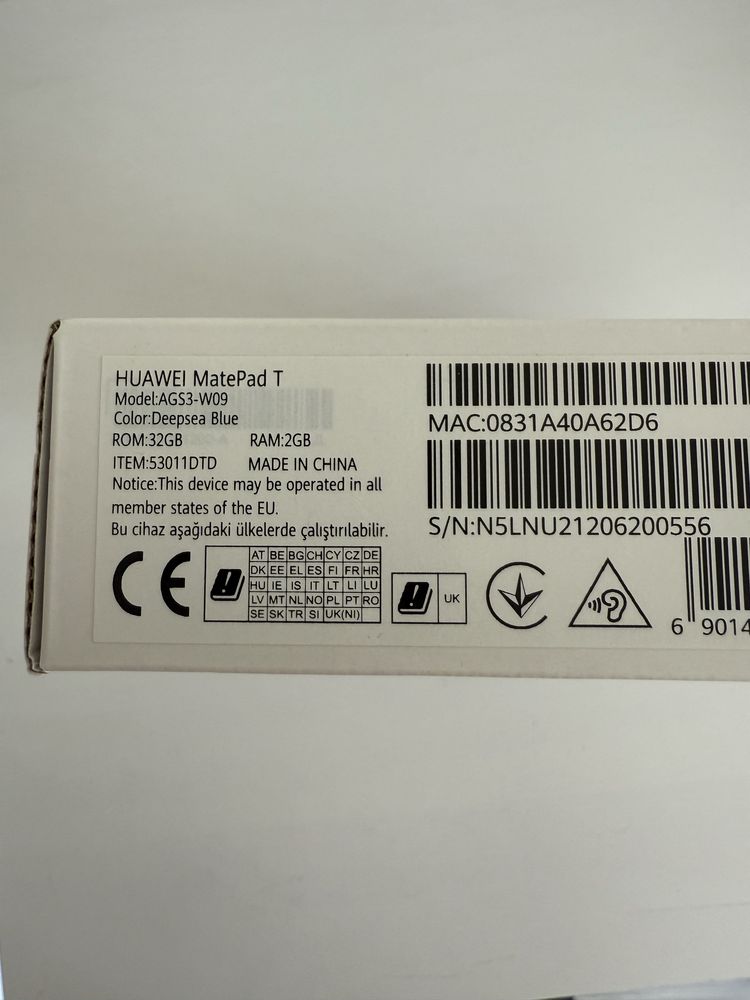 HUAWEI MatePad T
Model:AGS3-W09
Color:Deepsea Blue
ROM:32GB RAM:2GB
ITEM:53011DTD MADE IN CHINA
Notice:This device may be operated in all
member states of the EU.
Bu cihaz aşağıdaki ülkelerde çalıştırılabilir.
CE
AT BE BG CH CY CZ DE
DK EE EL ES FI FR HR
HU IE IS IT LT LI LU
LV MT NL NO PL PT RO
SE SK TR SI UK(NI)
UK
MAC:0831A40A62D6
S/N:N5LNU21206200556
6 9014